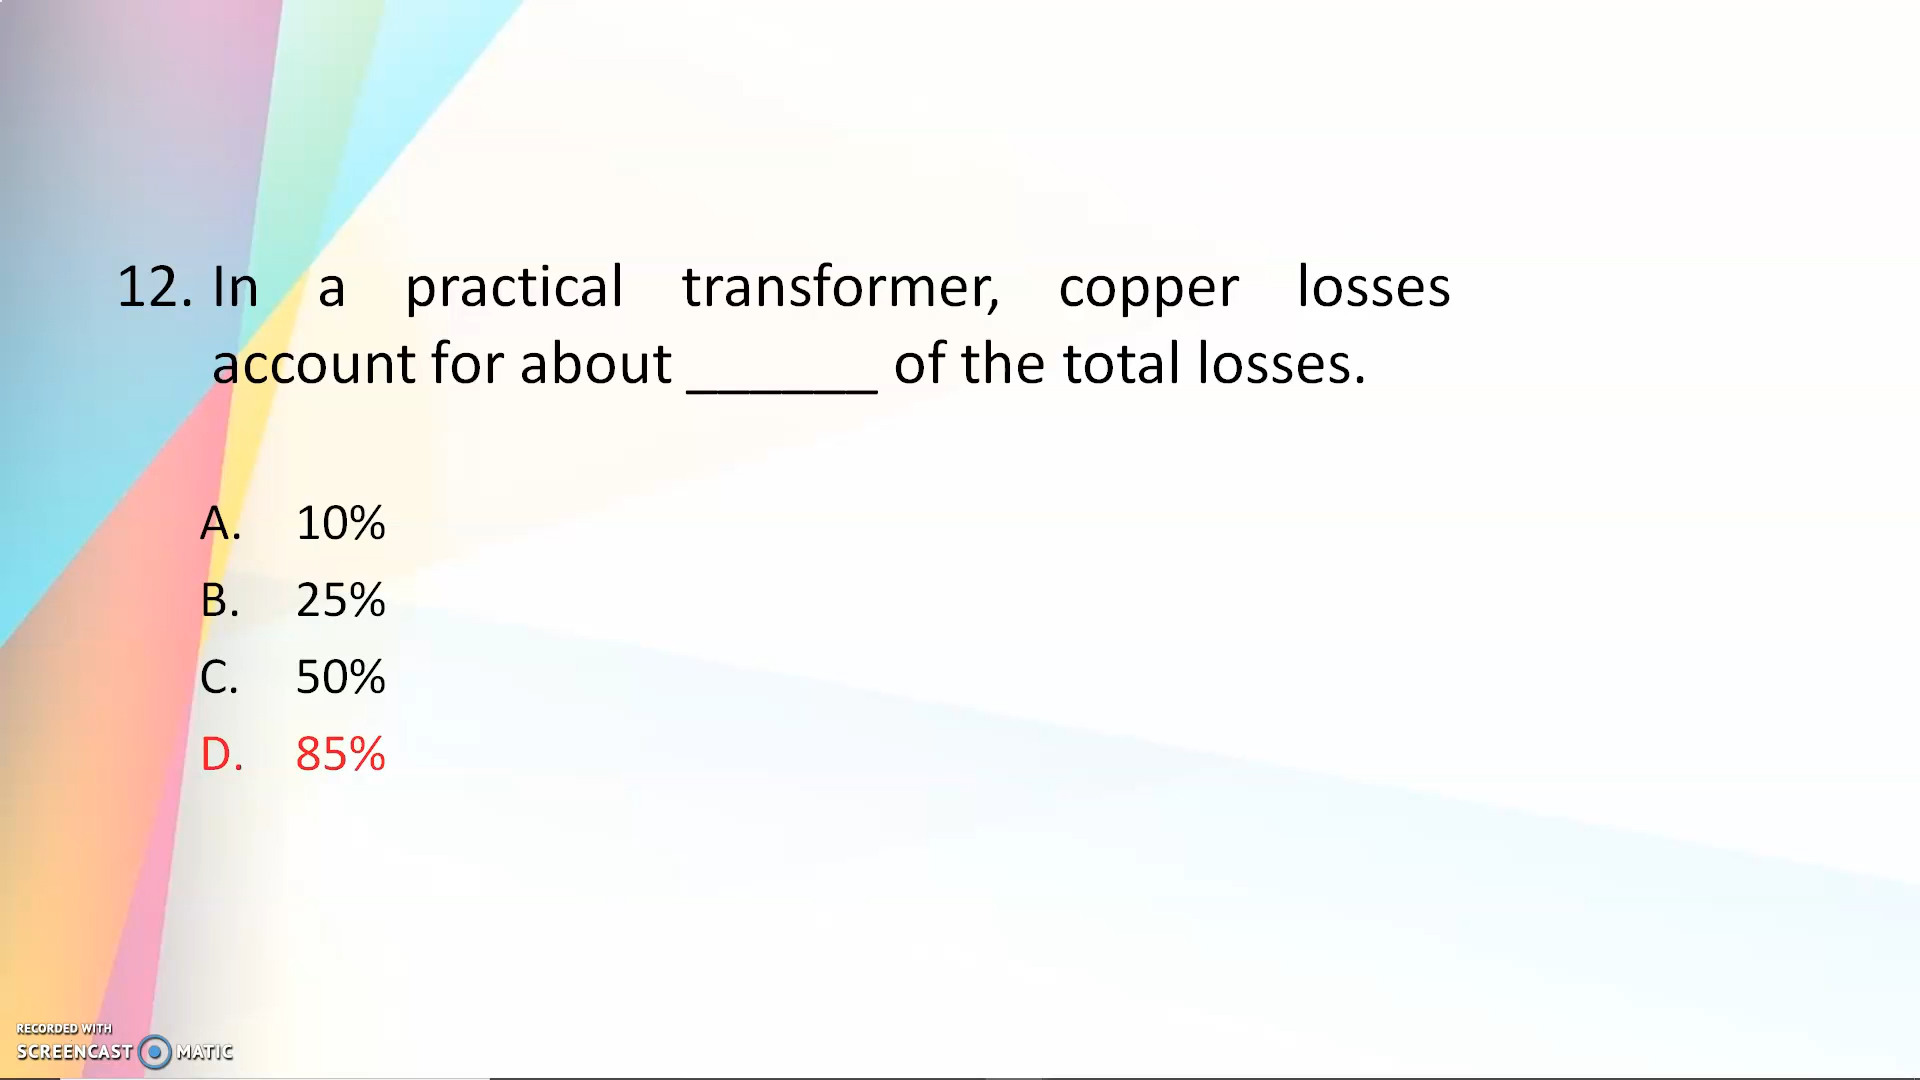 12. In a practical transformer, copper losses
account for about ______ of the total losses.
A. 10%
B. 25%
C. 50%
D. 85%
RECORDED WITH
SCREENCAST MATIC